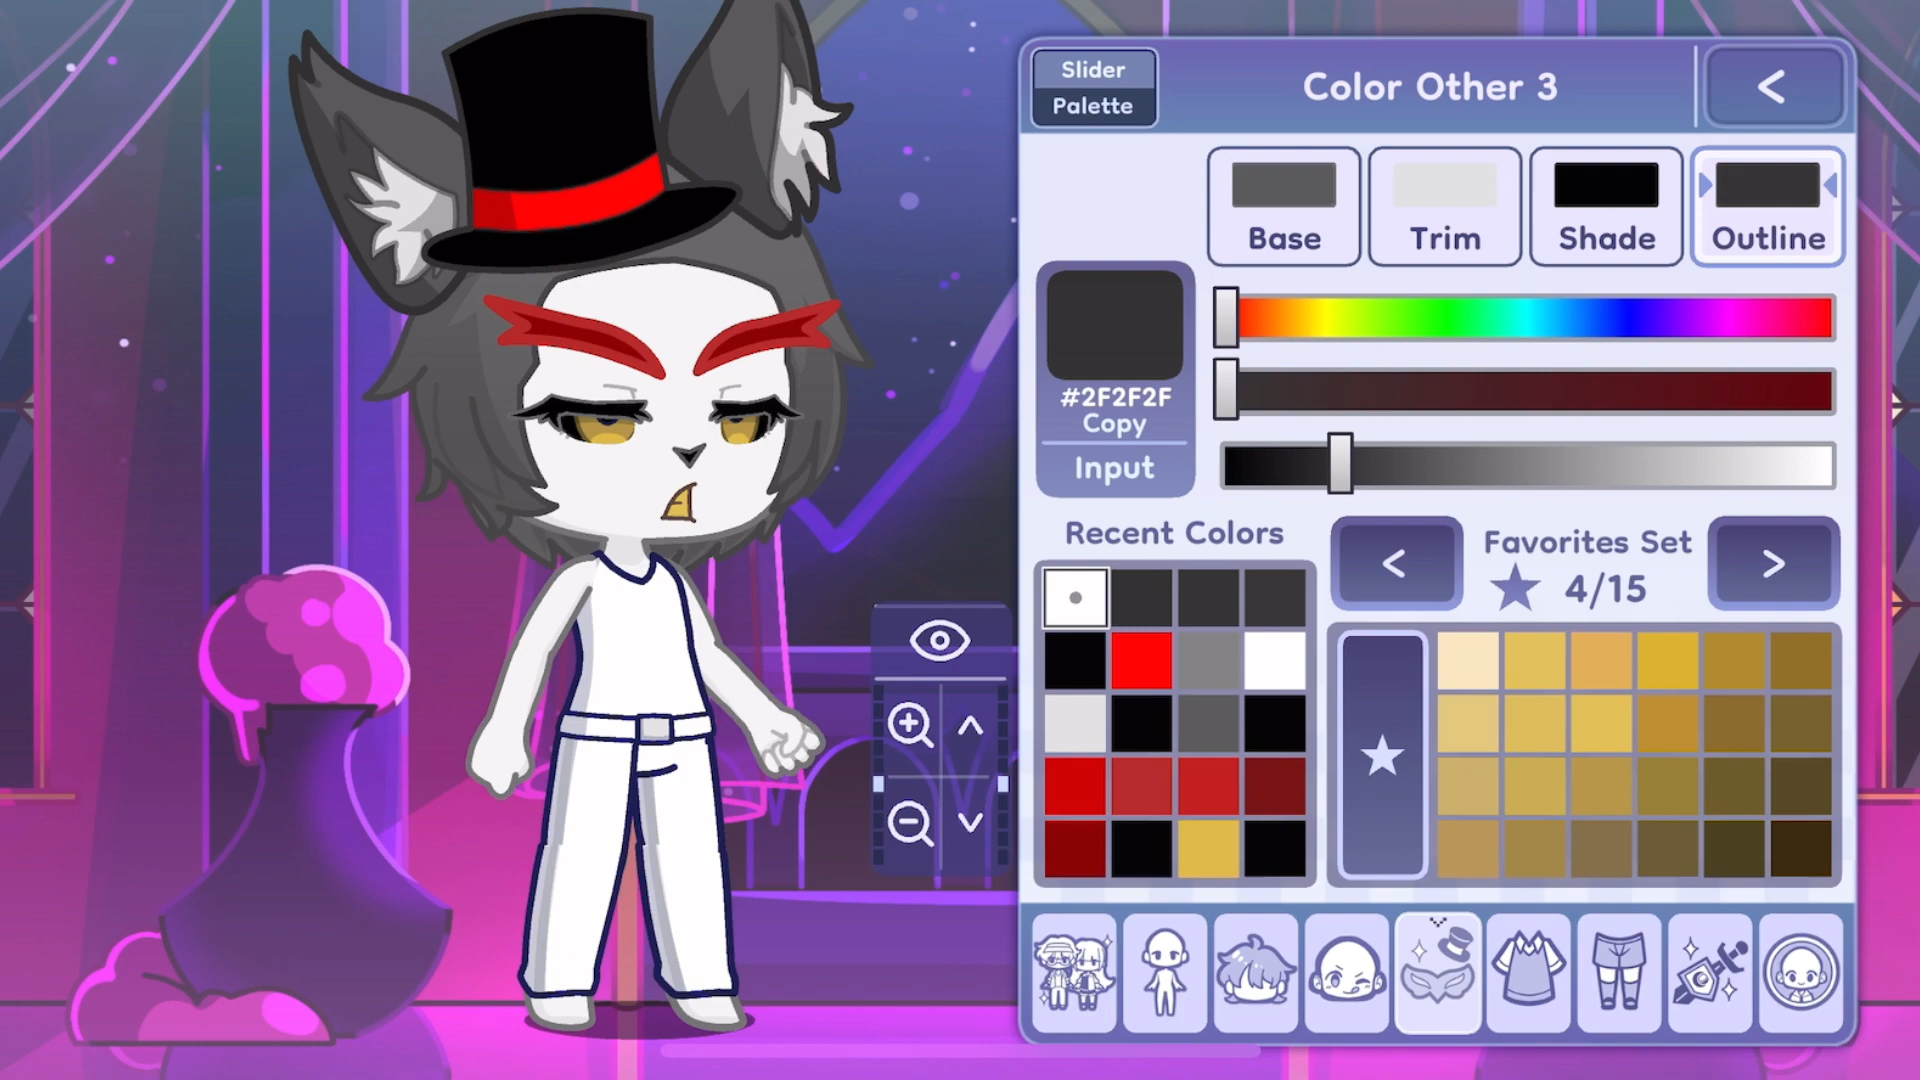 Slider
Palette
Color Other 3
<
Base
Trim
Shade
Outline
#2F2F2F
Copy
Input
Recent Colors
<
Favorites Set
4/15
>